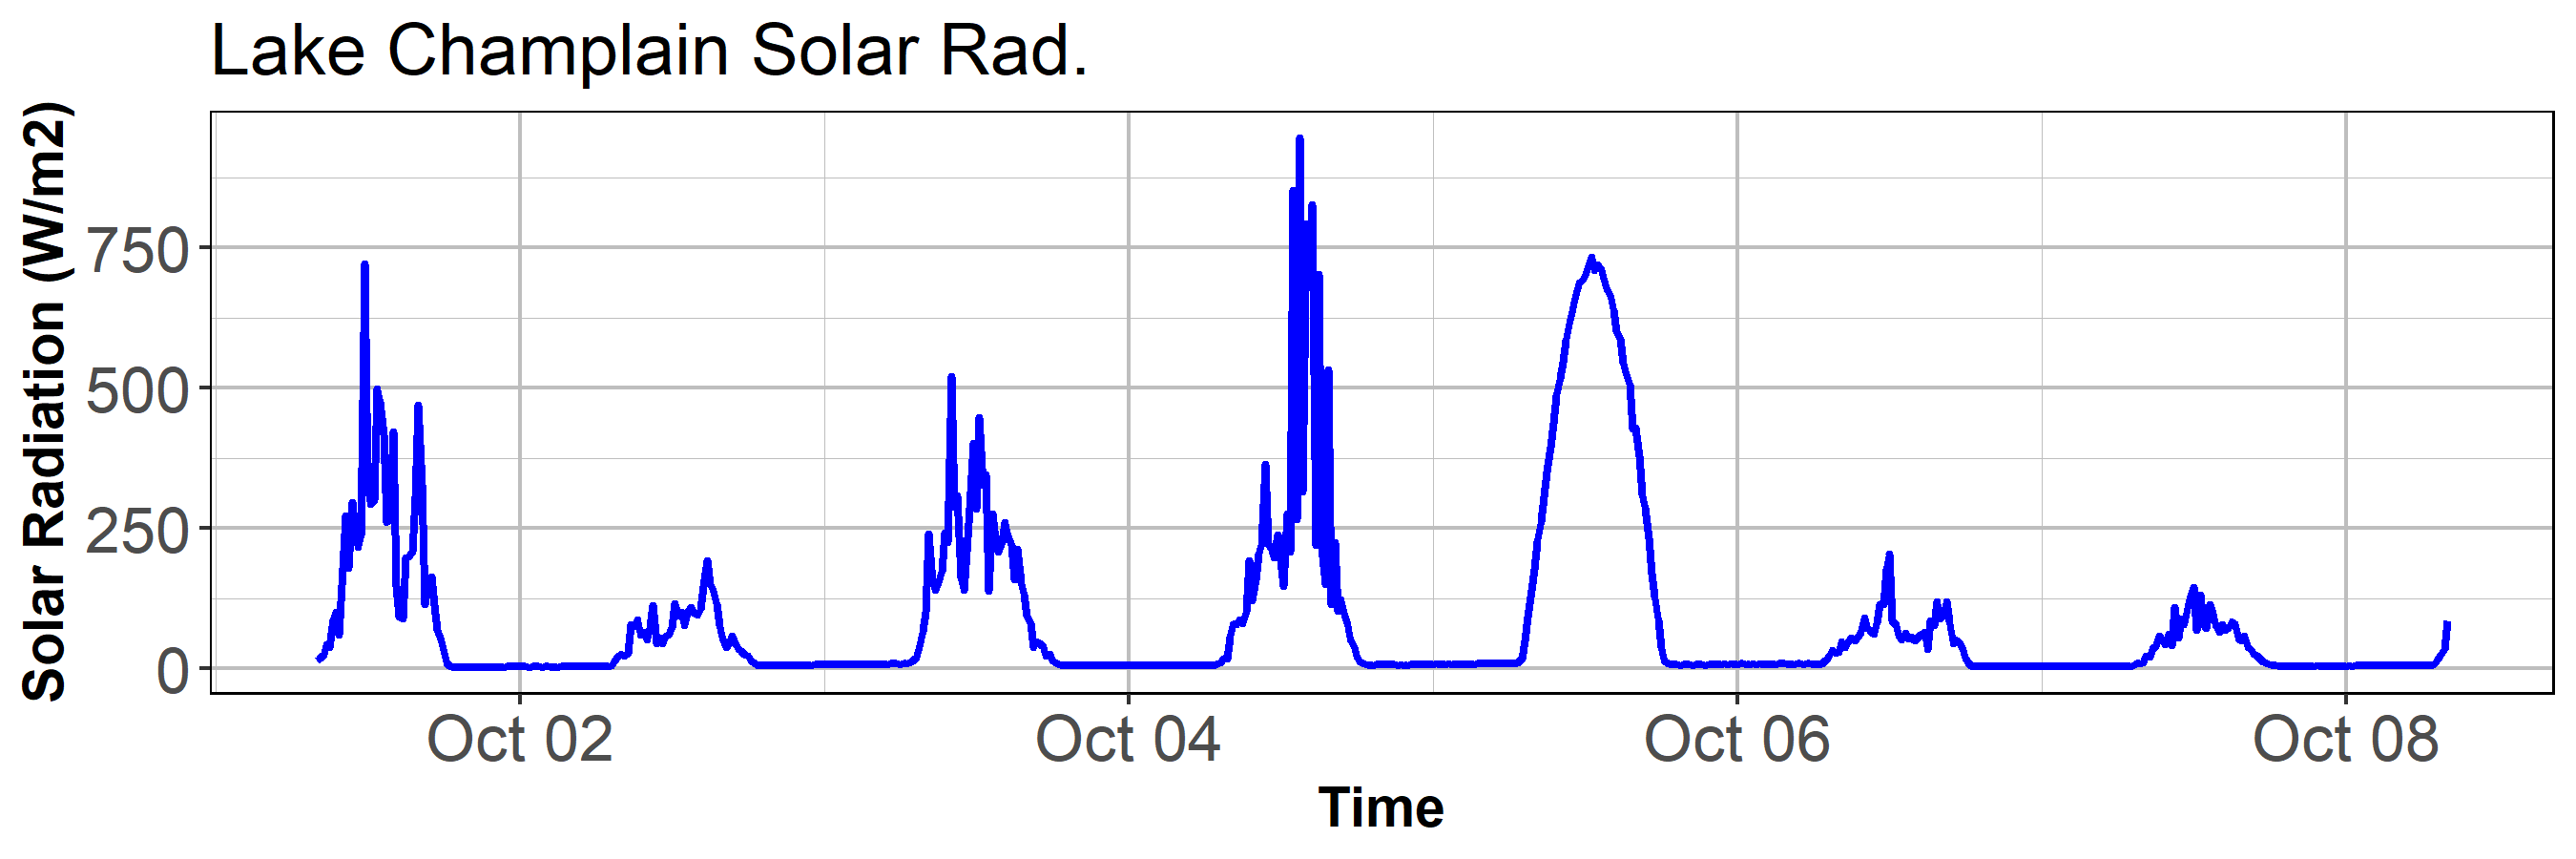 Lake Champlain Solar Rad.
Solar Radiation (W/m2)
750
500
250
0
Oct 02 Oct 04 Oct 06 Oct 08
Time